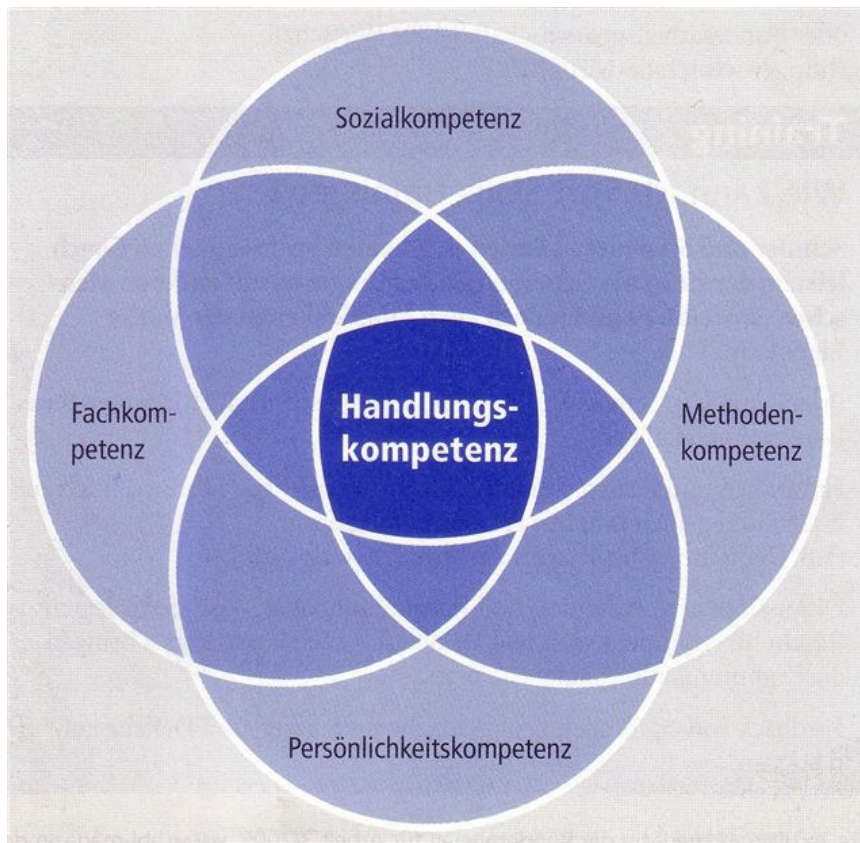 Sozialkompetenz
Fachkom-
petenz
Handlungs-
kompetenz
Methoden-
kompetenz
Persönlichkeitskompetenz